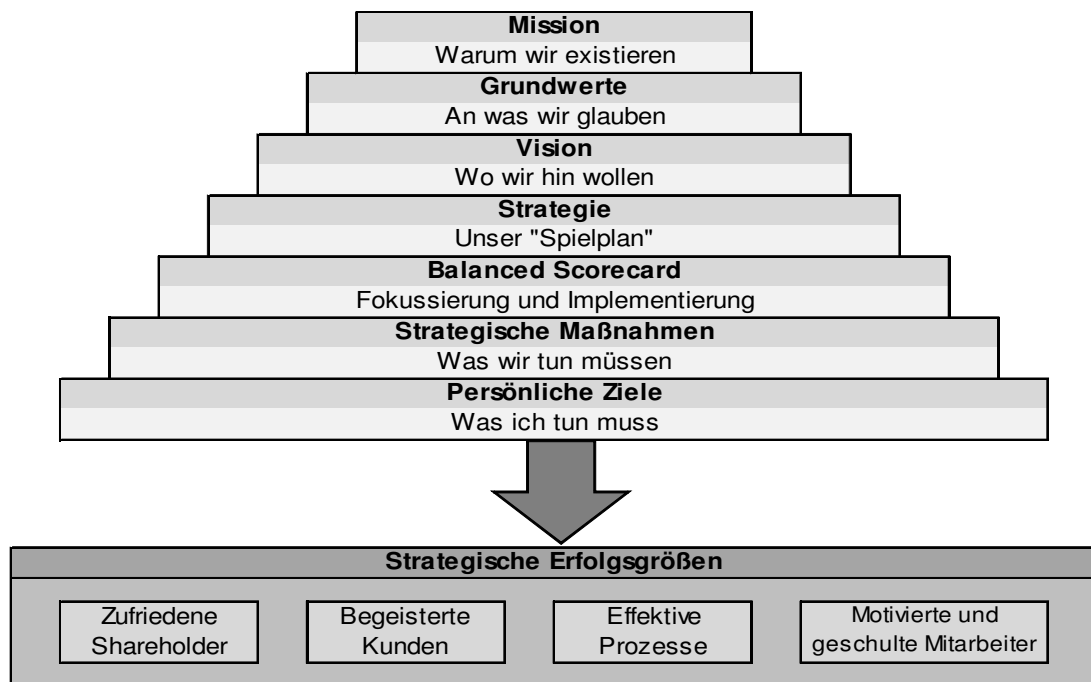 Mission
Warum wir existieren
Grundwerte
An was wir glauben
Vision
Wo wir hin wollen
Strategie
Unser "Spielplan"
Balanced Scorecard
Fokussierung und Implementierung
Strategische Maßnahmen
Was wir tun müssen
Persönliche Ziele
Was ich tun muss
Strategische Erfolgsgrößen
Zufriedene
Shareholder
Begeisterte
Kunden
Effektive
Prozesse
Motivierte und
geschulte Mitarbeiter